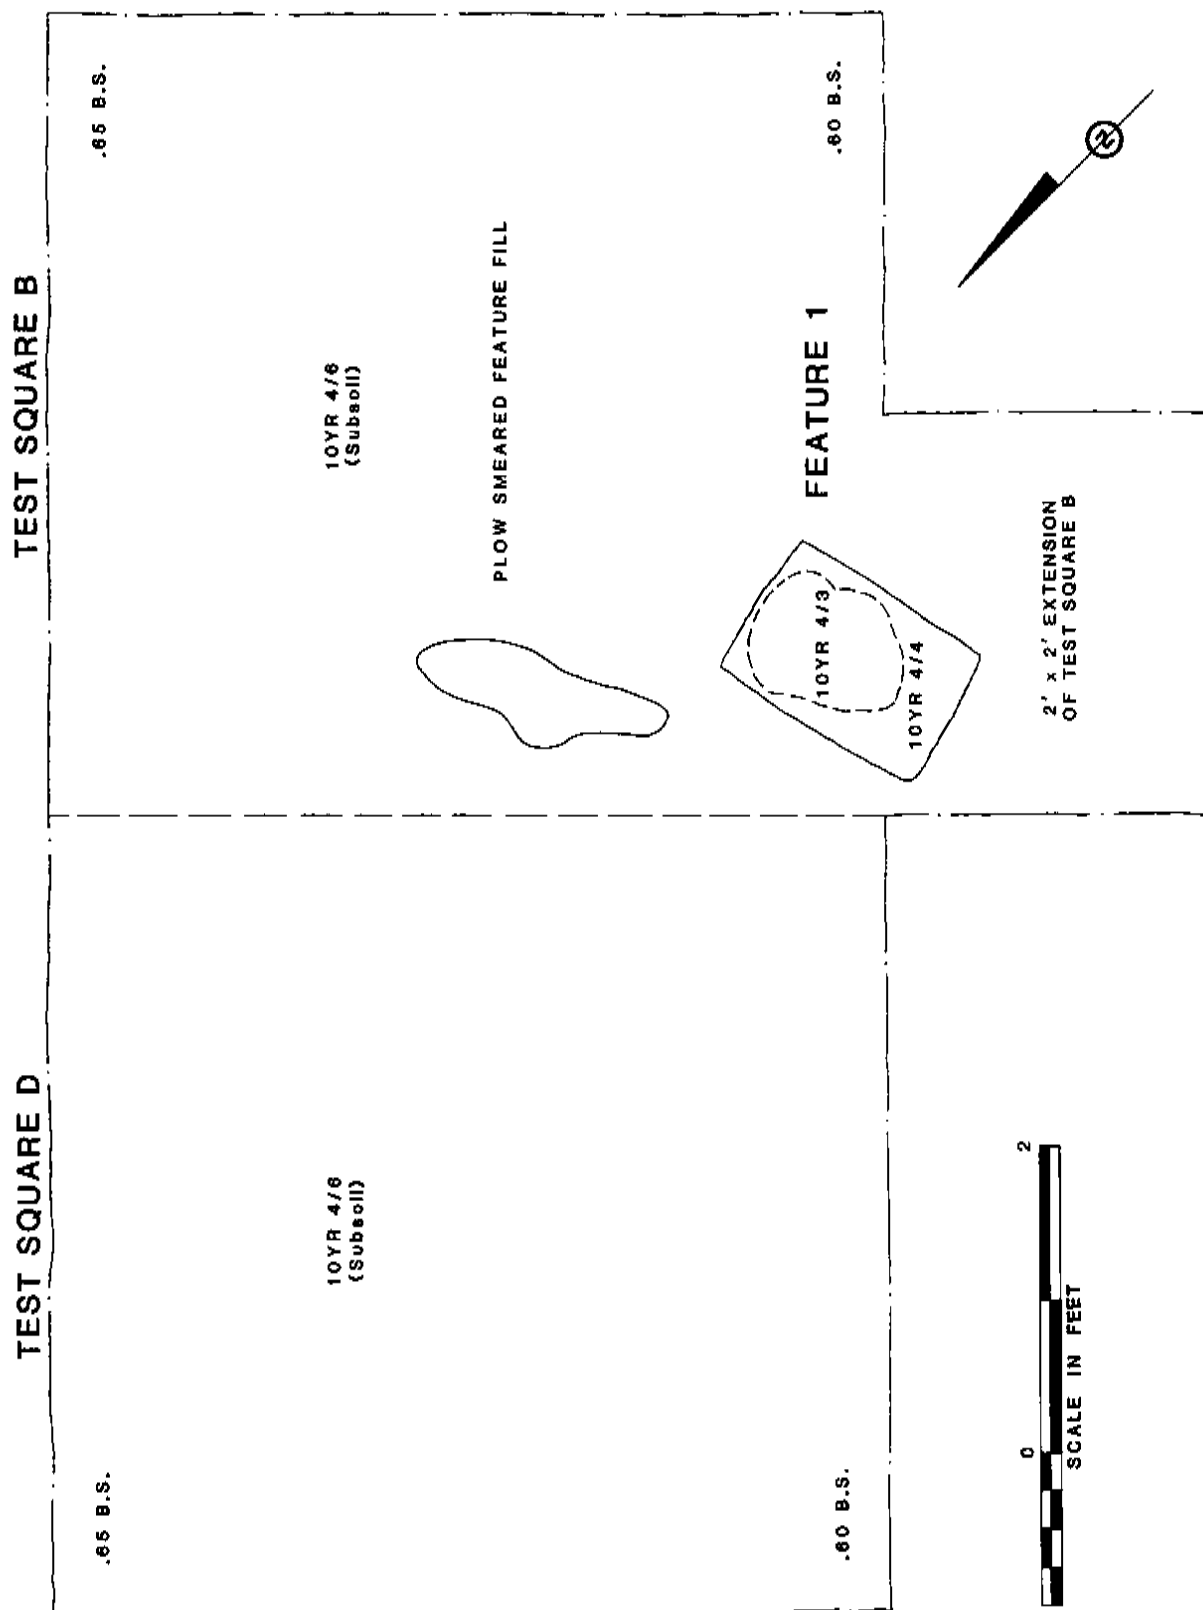 TEST SQUARE D
TEST SQUARE B
.65 B.S.
.65 B.S.
10YR 4/6
(Subsoil)
10YR 4/6
(Subsoil)
PLOW SMEARED FEATURE FILL
FEATURE 1
10YR 4/3
10YR 4/4
.60 B.S.
.60 B.S.
2' x 2' EXTENSION
OF TEST SQUARE B
N
0
2
SCALE IN FEET